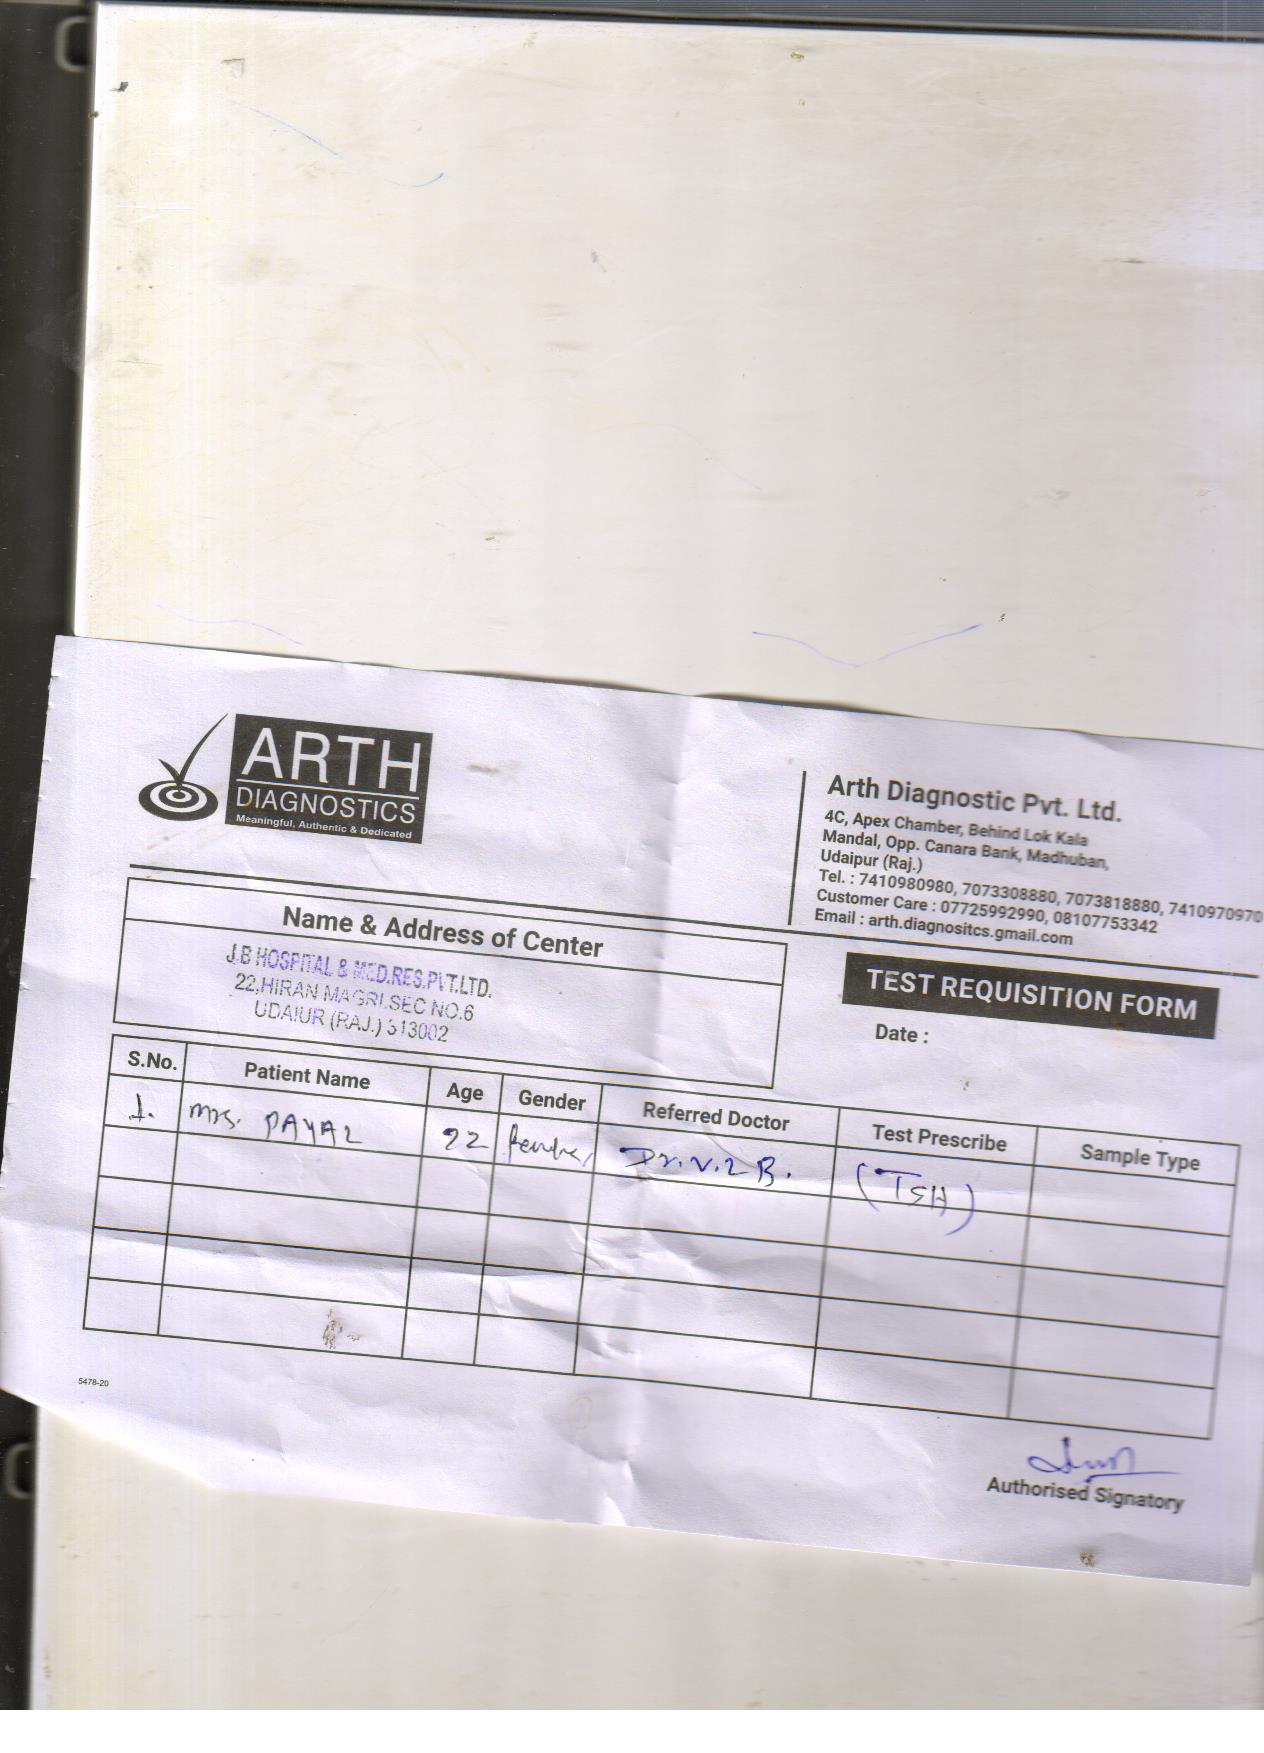 ARTH
DIAGNOSTICS
Meaningful, Authentic & Dedicated
Arth Diagnostic Pvt. Ltd.
4C, Apex Chamber, Behind Lok Kala
Mandal, Opp. Canara Bank, Madhuban,
Udaipur (Raj.)
Tel. : 7410980980, 7073308880, 7073818880, 7410970970
Customer Care : 07725992990, 08107753342
Email : arth.diagnositcs.gmail.com
Name & Address of Center
J.B HOSPITAL & MED.RES.PVT.LTD.
22,HIRAN MAGRI.SEC NO.6
UDAIUR (RAJ.) 313002
TEST REQUISITION FORM
Date :
S.No. Patient Name Age Gender Referred Doctor Test Prescribe Sample Type
1. Mrs. PAYAL 22 Dr. V. L B. (TSH)
5478-20
Authorised Signatory